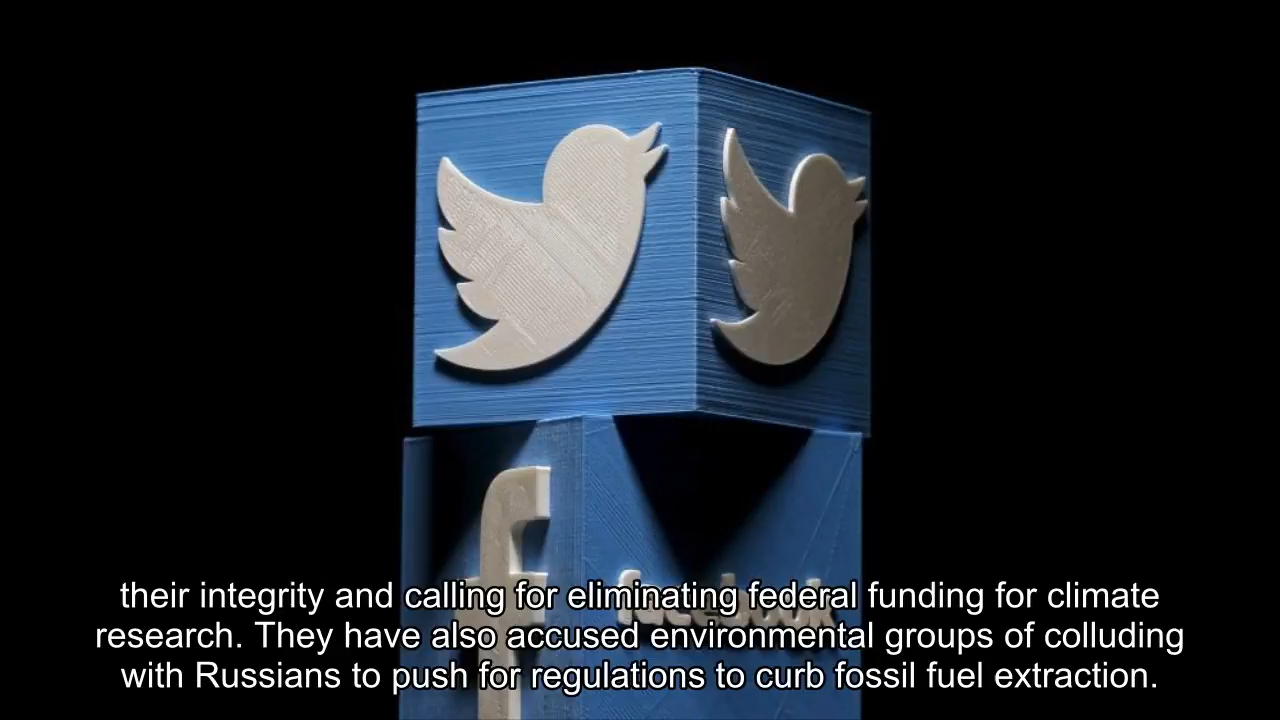 f
facebook
their integrity and calling for eliminating federal funding for climate
research. They have also accused environmental groups of colluding
with Russians to push for regulations to curb fossil fuel extraction.